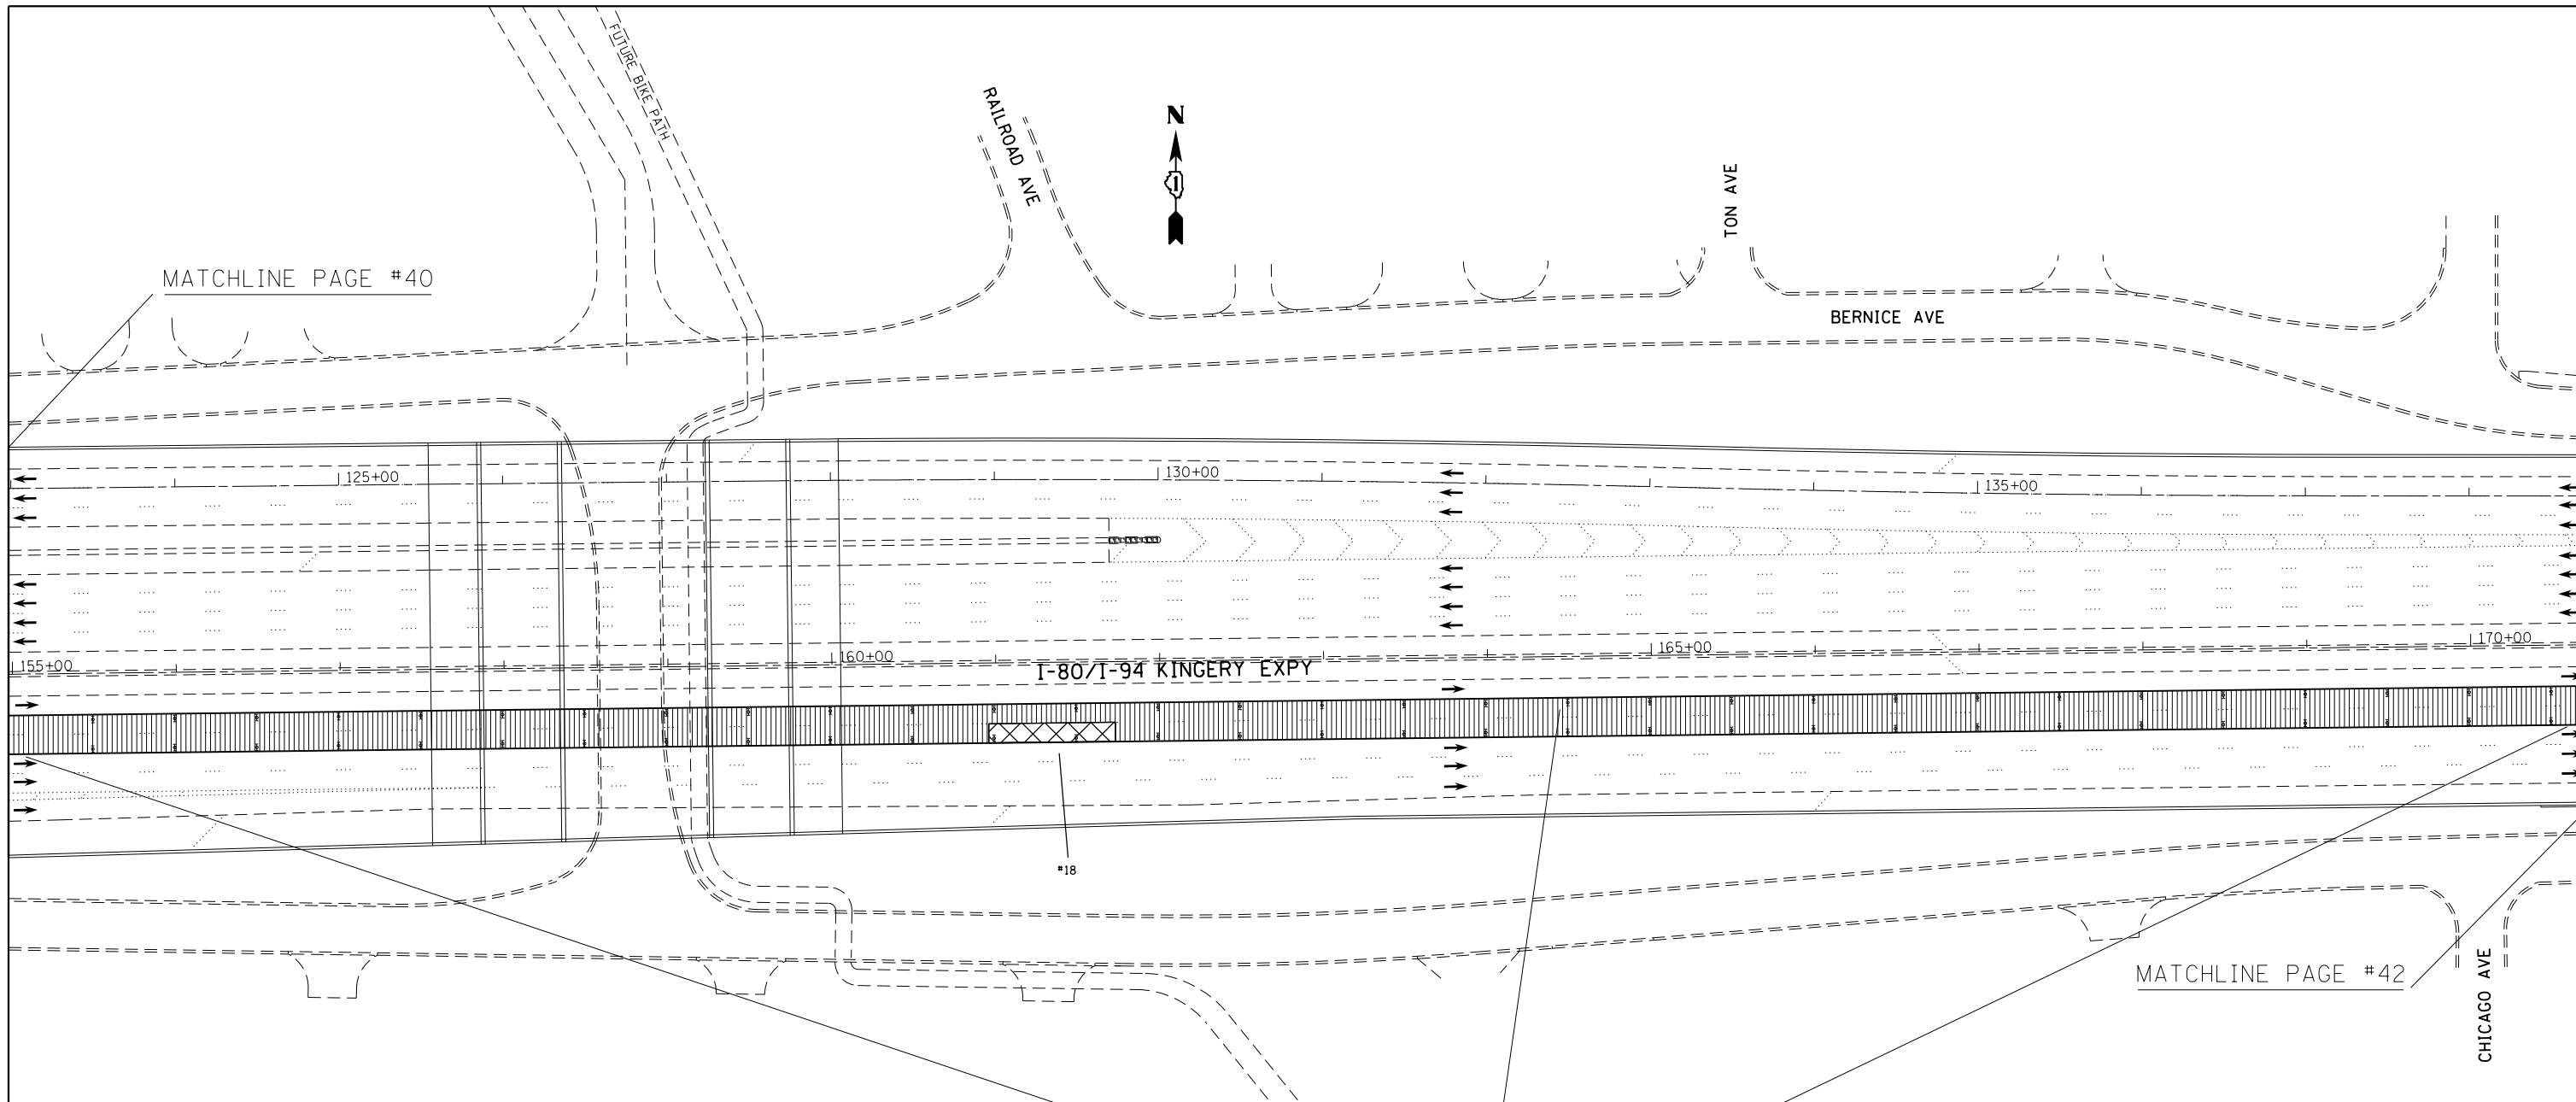 FUTURE BIKE PATH
RAILROAD AVE
N
TON AVE
MATCHLINE PAGE #40
BERNICE AVE
125+00
130+00
135+00
155+00
160+00
165+00
170+00
I-80/I-94 KINGERY EXPY
#18
MATCHLINE PAGE #42
CHICAGO AVE